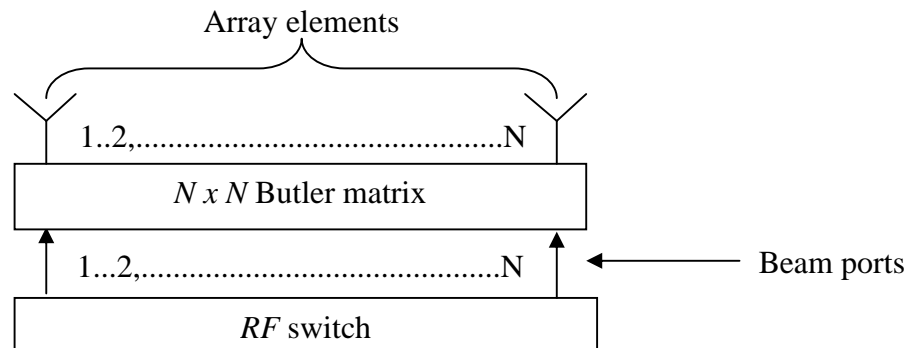 Array elements
1..2,..........................................N
N x N Butler matrix
1...2,.........................................N
Beam ports
RF switch